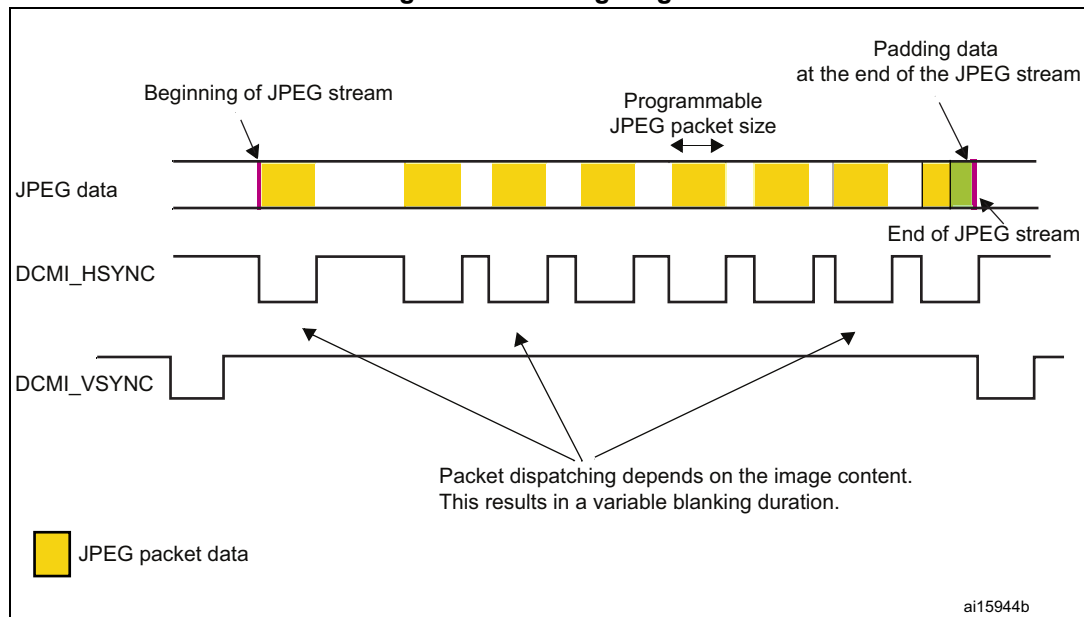 Padding data
at the end of the JPEG stream
Beginning of JPEG stream
Programmable
JPEG packet size
JPEG data
End of JPEG stream
DCMI_HSYNC
DCMI_VSYNC
Packet dispatching depends on the image content.
This results in a variable blanking duration.
JPEG packet data
ai15944b